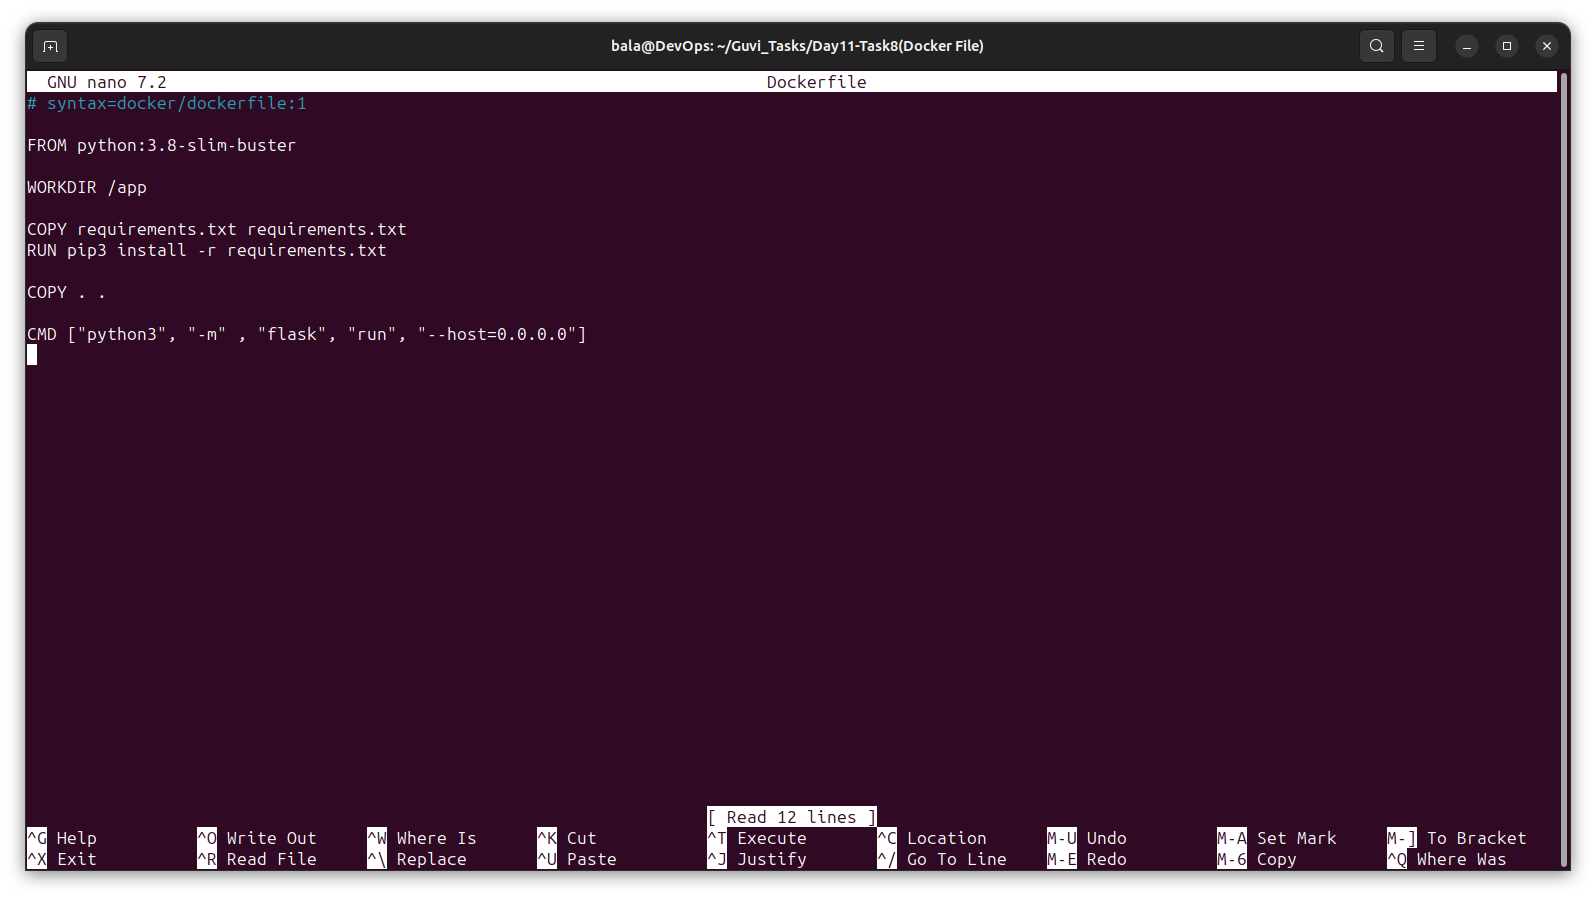 bala@DevOps: ~/Guvi_Tasks/Day11-Task8(Docker File)
GNU nano 7.2 Dockerfile
# syntax=docker/dockerfile:1
FROM python:3.8-slim-buster
WORKDIR /app
COPY requirements.txt requirements.txt
RUN pip3 install -r requirements.txt
COPY . .
CMD ["python3", "-m" , "flask", "run", "--host=0.0.0.0"]
[ Read 12 lines ]
^G Help ^O Write Out ^W Where Is ^K Cut ^T Execute ^C Location M-U Undo M-A Set Mark M-] To Bracket
^X Exit ^R Read File ^\ Replace ^U Paste ^J Justify ^/ Go To Line M-E Redo M-6 Copy ^Q Where Was